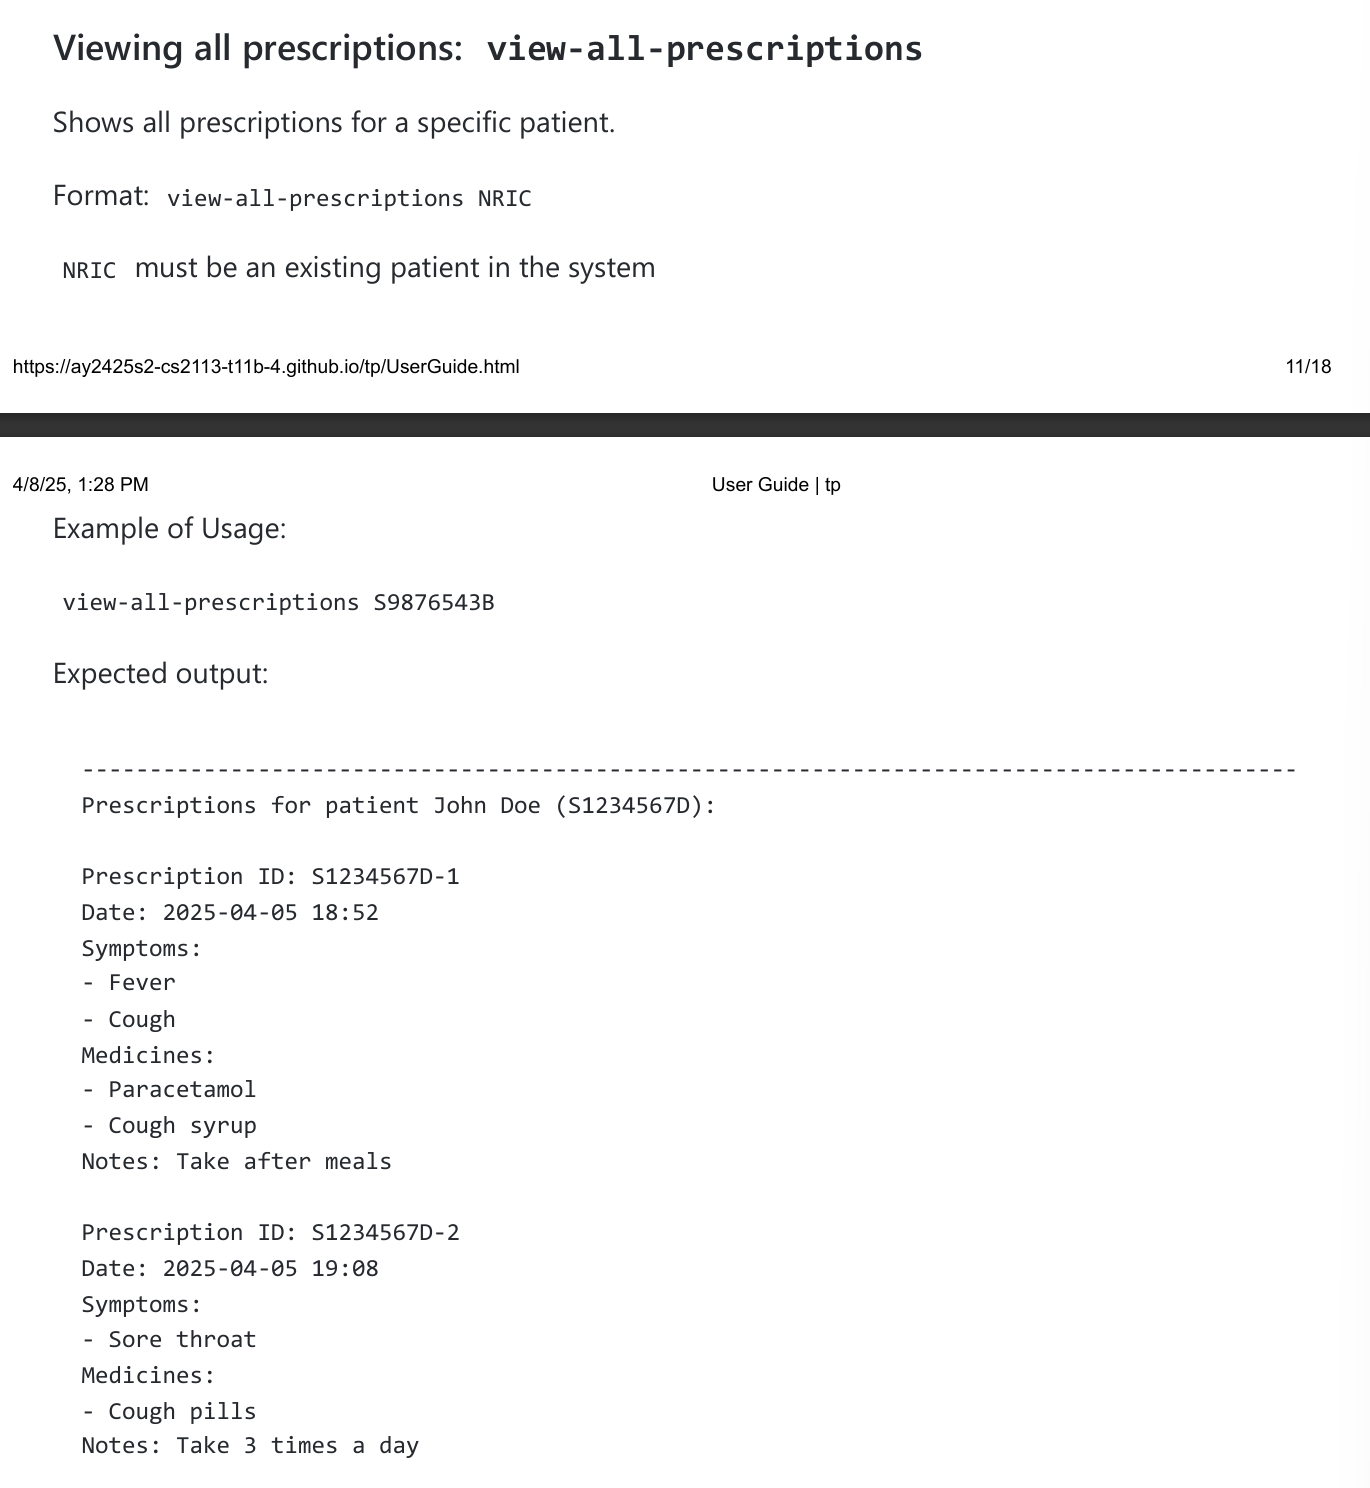 Viewing all prescriptions: view-all-prescriptions
Shows all prescriptions for a specific patient.
Format: view-all-prescriptions NRIC
NRIC must be an existing patient in the system
https://ay2425s2-cs2113-t11b-4.github.io/tp/UserGuide.html 11/18
4/8/25, 1:28 PM User Guide | tp
Example of Usage:
view-all-prescriptions S9876543B
Expected output:
------------------------------------------------------------------------------------------
Prescriptions for patient John Doe (S1234567D):
Prescription ID: S1234567D-1
Date: 2025-04-05 18:52
Symptoms:
- Fever
- Cough
Medicines:
- Paracetamol
- Cough syrup
Notes: Take after meals
Prescription ID: S1234567D-2
Date: 2025-04-05 19:08
Symptoms:
- Sore throat
Medicines:
- Cough pills
Notes: Take 3 times a day